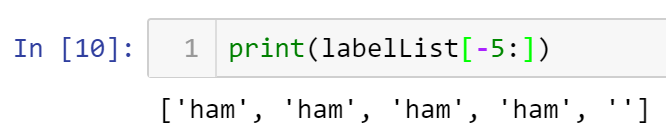 In [10]: 1 print(labelList[-5:])
['ham', 'ham', 'ham', 'ham', '']